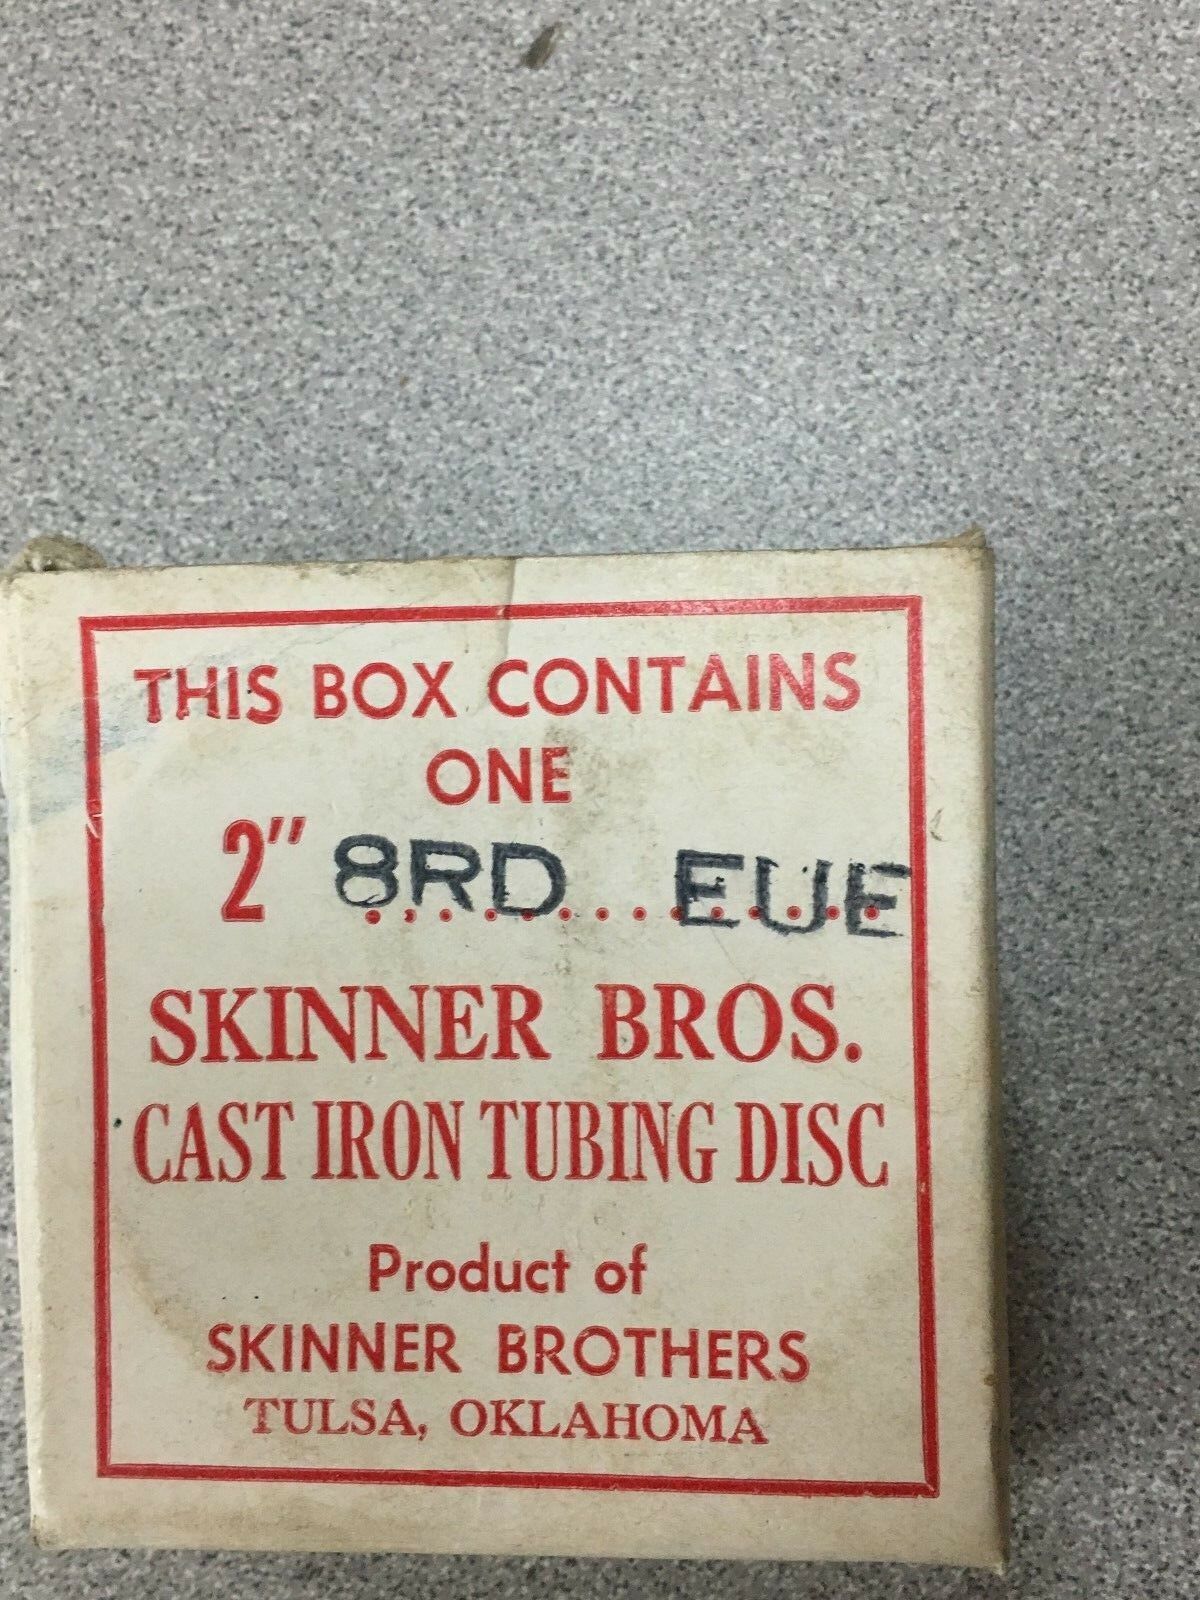 THIS BOX CONTAINS
ONE
2" 8RD EUE
SKINNER BROS.
CAST IRON TUBING DISC
Product of
SKINNER BROTHERS
TULSA, OKLAHOMA